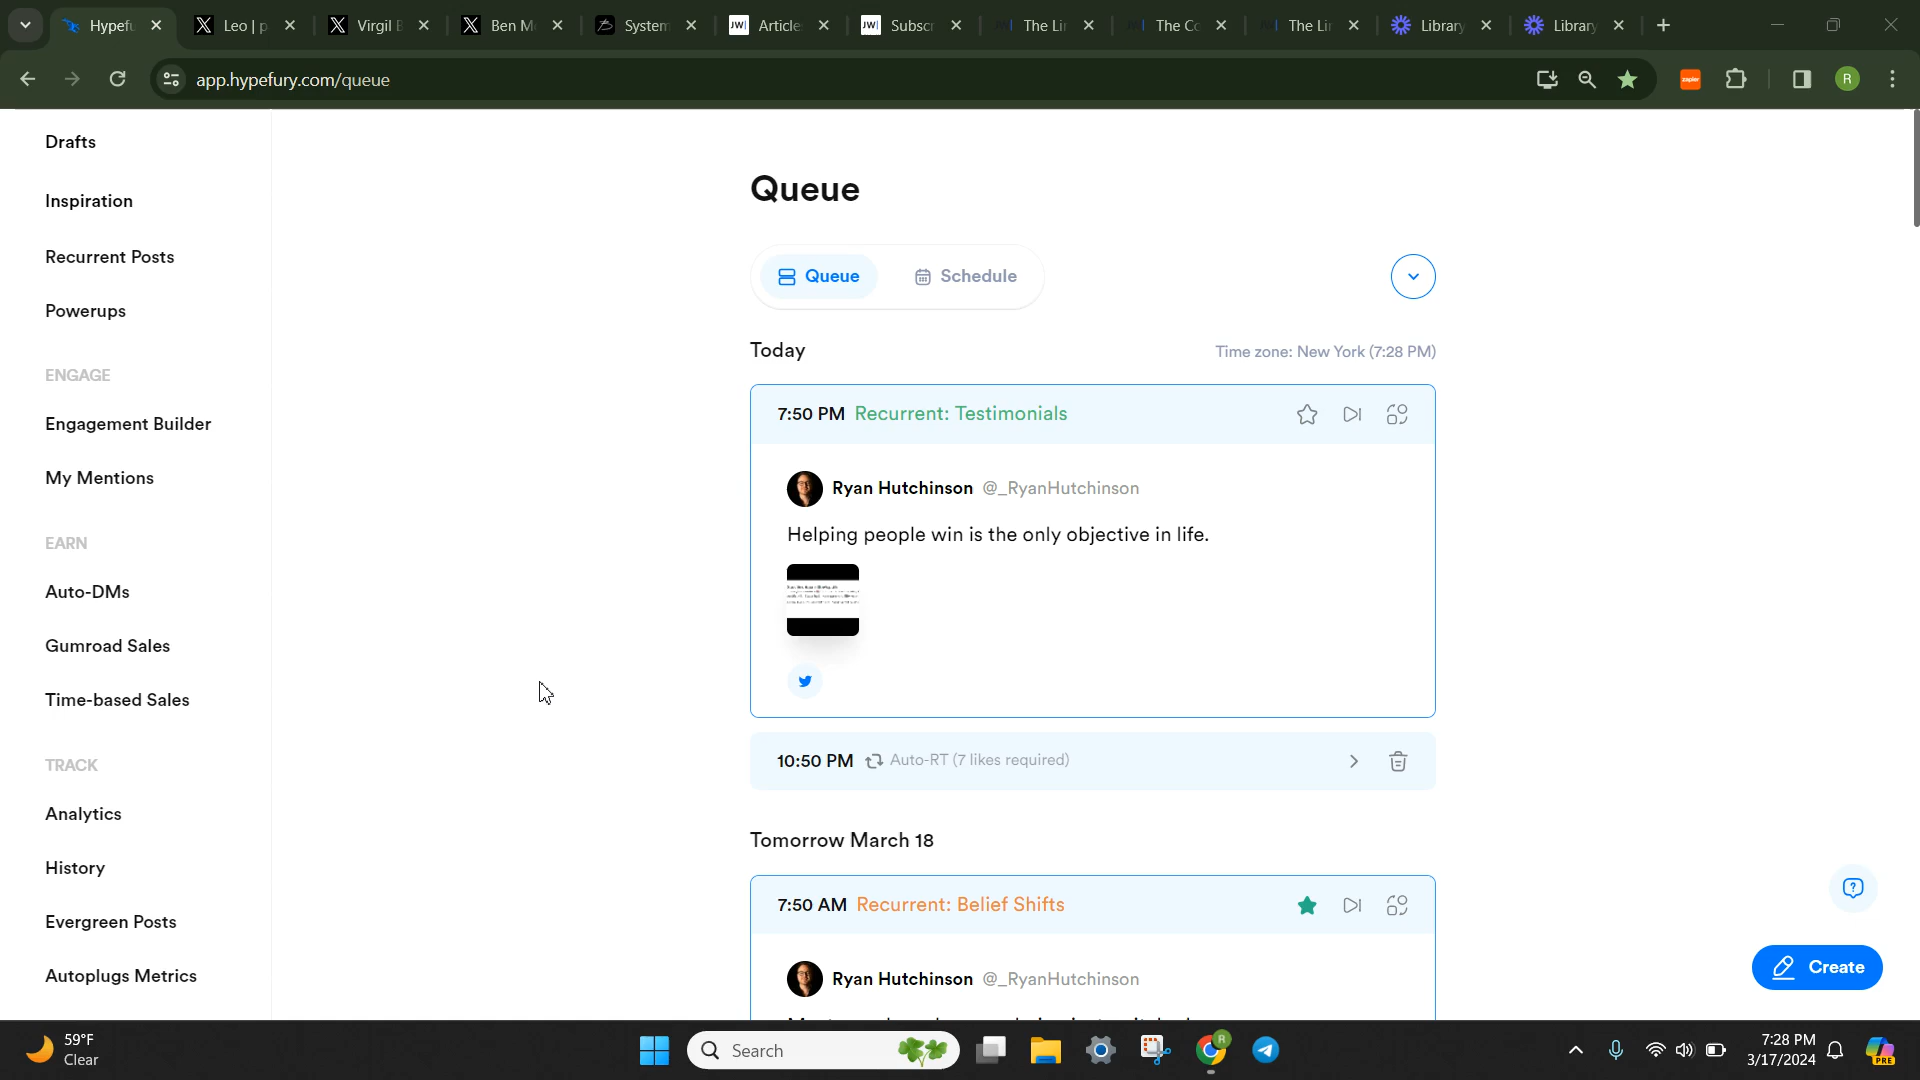 Hypefu
Leo | p
Virgil B
Ben M
System
Article
Subscr
The Lir
The Co
The Lir
Library
Library
app.hypefury.com/queue
zapier
R
Drafts
Inspiration
Recurrent Posts
Powerups
ENGAGE
Engagement Builder
My Mentions
EARN
Auto-DMs
Gumroad Sales
Time-based Sales
TRACK
Analytics
History
Evergreen Posts
Autoplugs Metrics
Queue
Queue
Schedule
Today
Time zone: New York (7:28 PM)
7:50 PM Recurrent: Testimonials
Ryan Hutchinson @_RyanHutchinson
Helping people win is the only objective in life.
10:50 PM Auto-RT (7 likes required)
Tomorrow March 18
7:50 AM Recurrent: Belief Shifts
Ryan Hutchinson @_RyanHutchinson
Create
59°F
Clear
Search
R
7:28 PM
3/17/2024
PRE